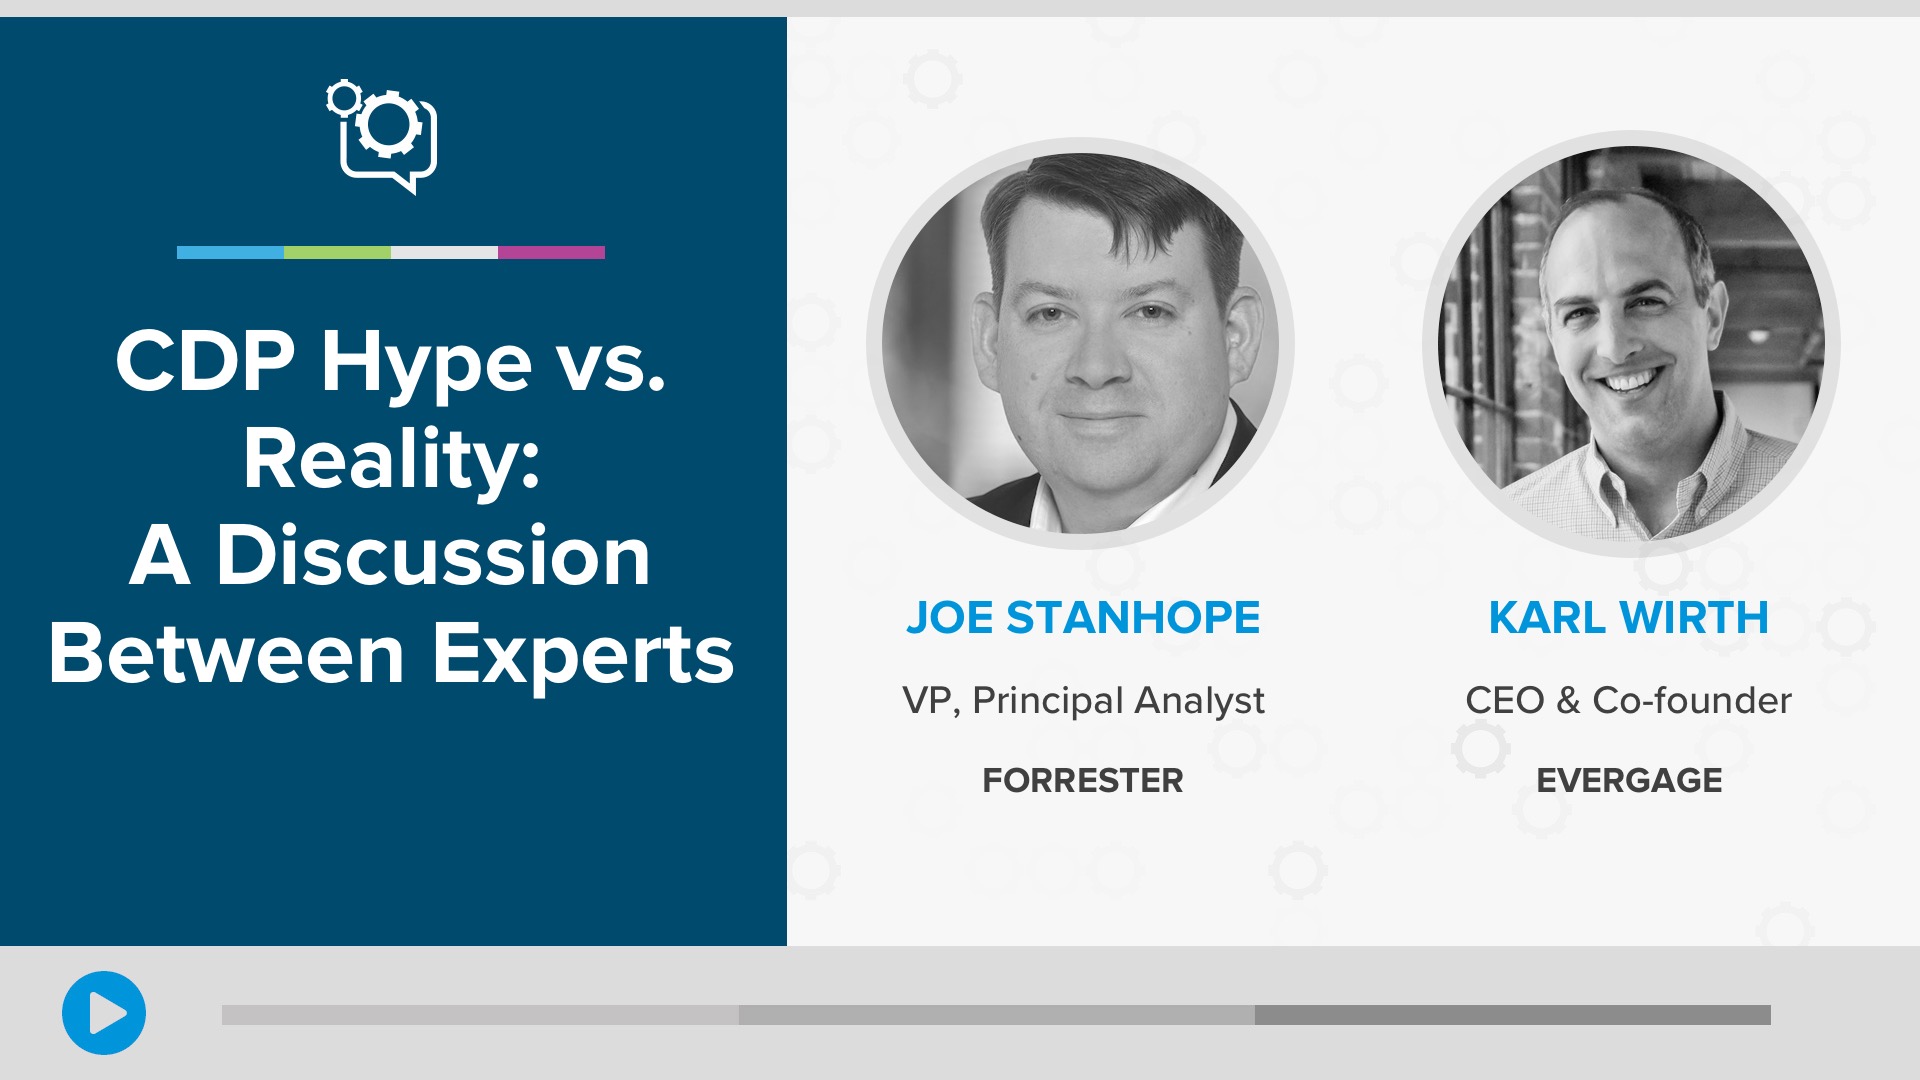 CDP Hype vs.
Reality:
A Discussion
Between Experts
JOE STANHOPE
VP, Principal Analyst
FORRESTER
KARL WIRTH
CEO & Co-founder
EVERGAGE